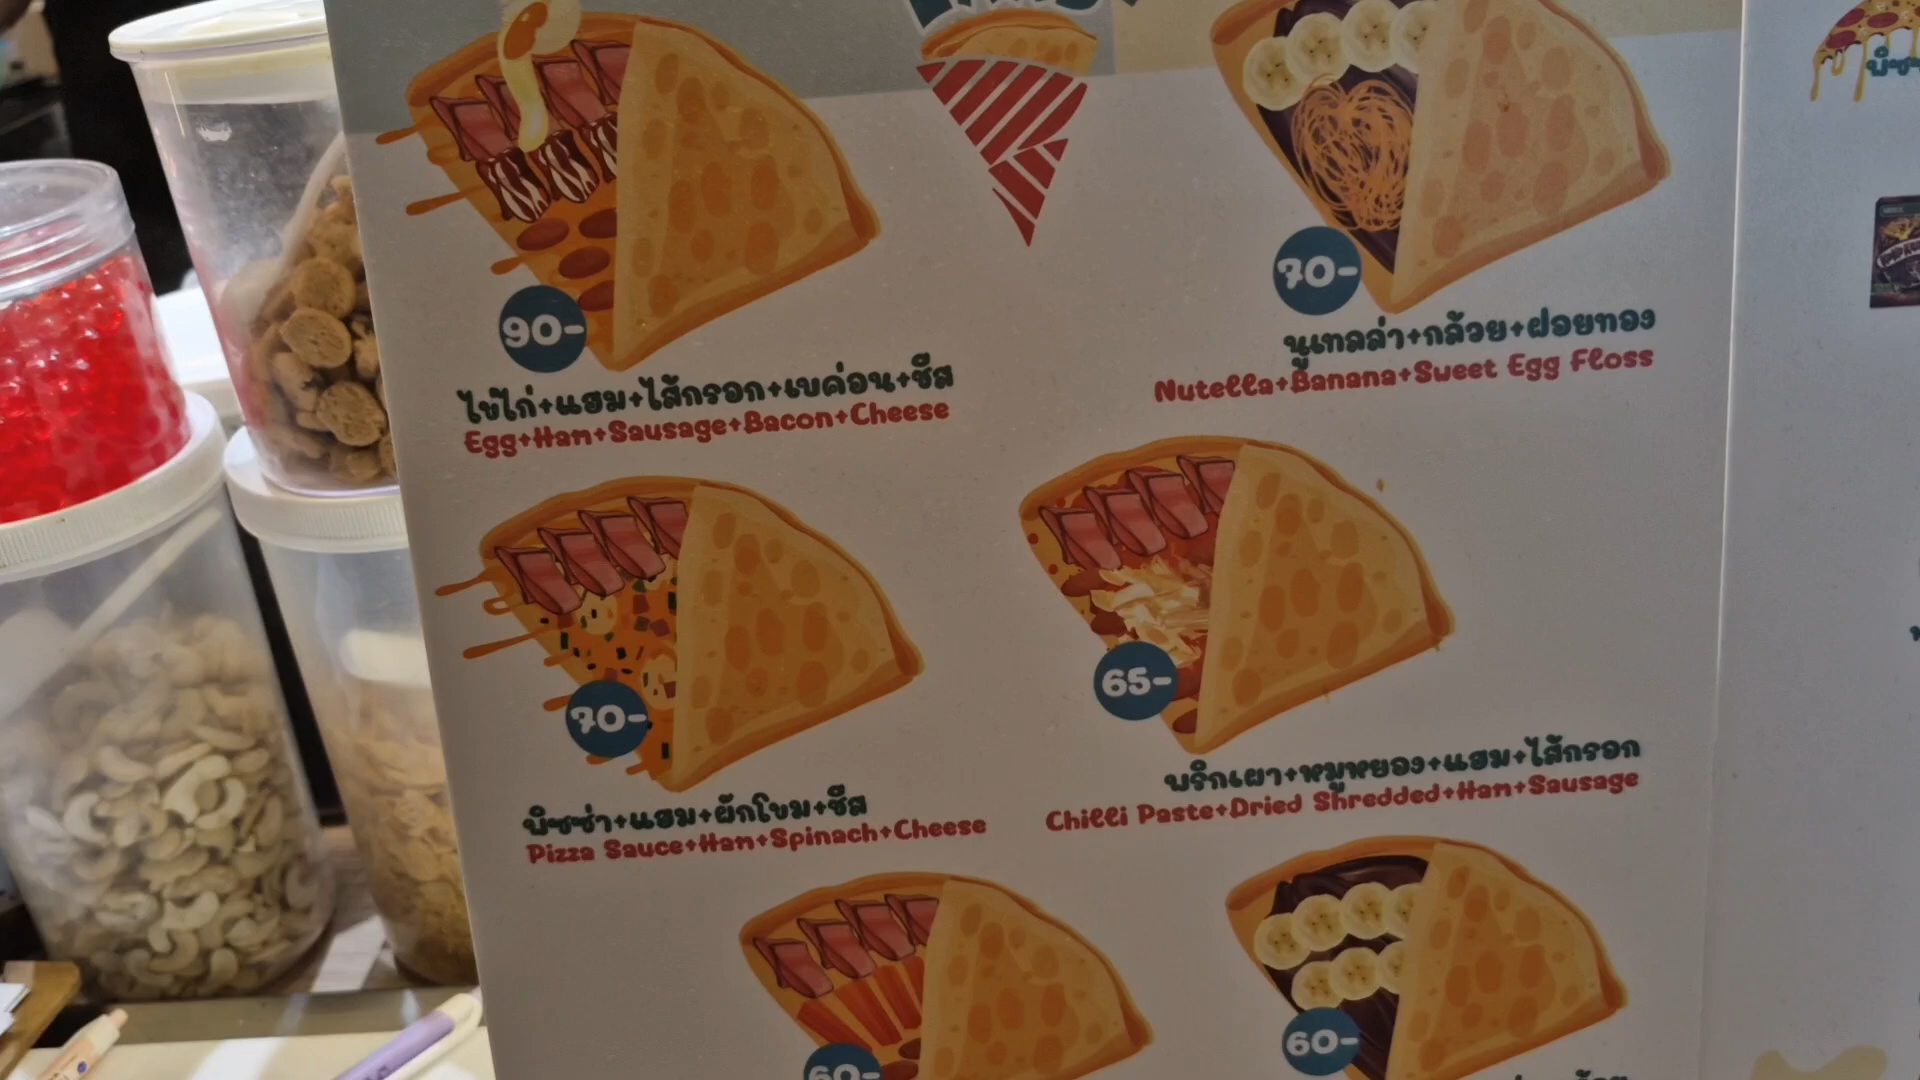 90-
ไข่ไก่+แฮม+ไส้กรอก+เบค่อน+ชีส
Egg+Ham+Sausage+Bacon+Cheese
70-
นูเทลล่า+กล้วย+ฝอยทอง
Nutella+Banana+Sweet Egg Floss
70-
พิซซ่า+แฮม+ผักโขม+ชีส
Pizza Sauce+Ham+Spinach+Cheese
65-
พริกเผา+หมูหยอง+แฮม+ไส้กรอก
Chilli Paste+Dried Shredded+Ham+Sausage
60-
60-